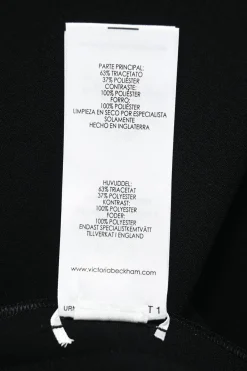 PARTE PRINCIPAL:
63% TRIACETATO
37% POLIÉSTER
CONTRASTE:
100% POLIÉSTER
FORRO:
100% POLIÉSTER
LIMPIEZA EN SECO POR ESPECIALISTA
SOLAMENTE
HECHO EN INGLATERRA
HUVUDDEL:
63% TRIACETAT
37% POLYESTER
KONTRAST:
100% POLYESTER
FODER:
100% POLYESTER
ENDAST SPECIALISTKEMTVÄTT
TILLVERKAT I ENGLAND
www.victoriabeckham.com
T 1